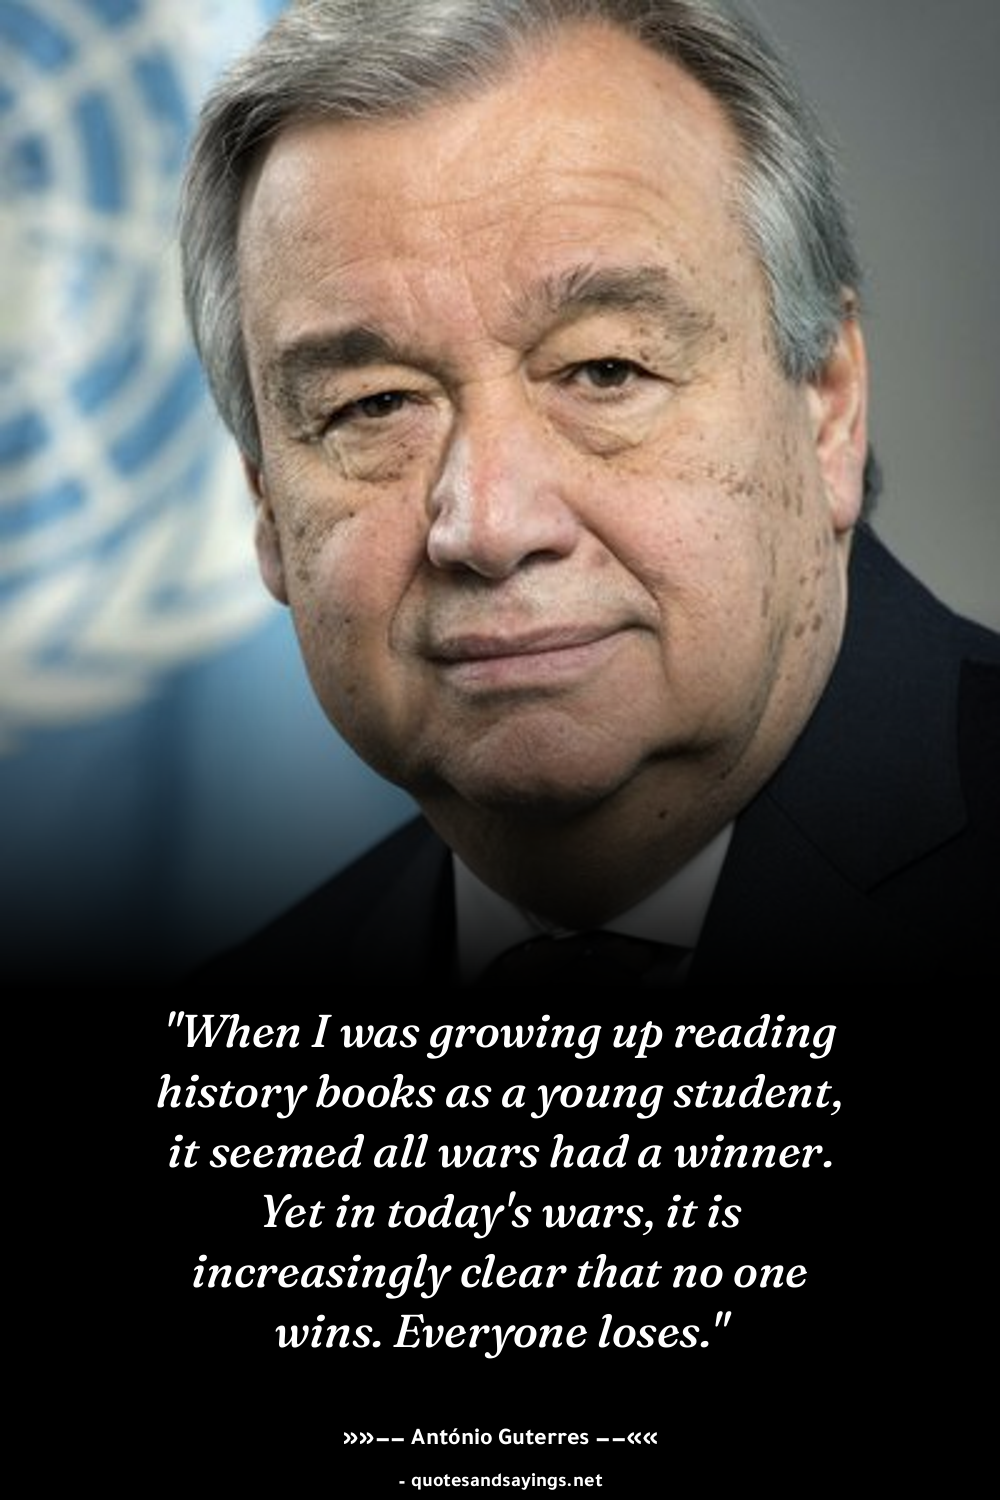 "When I was growing up reading
history books as a young student,
it seemed all wars had a winner.
Yet in today's wars, it is
increasingly clear that no one
wins. Everyone loses."
»»−− António Guterres −−««
- quotesandsayings.net